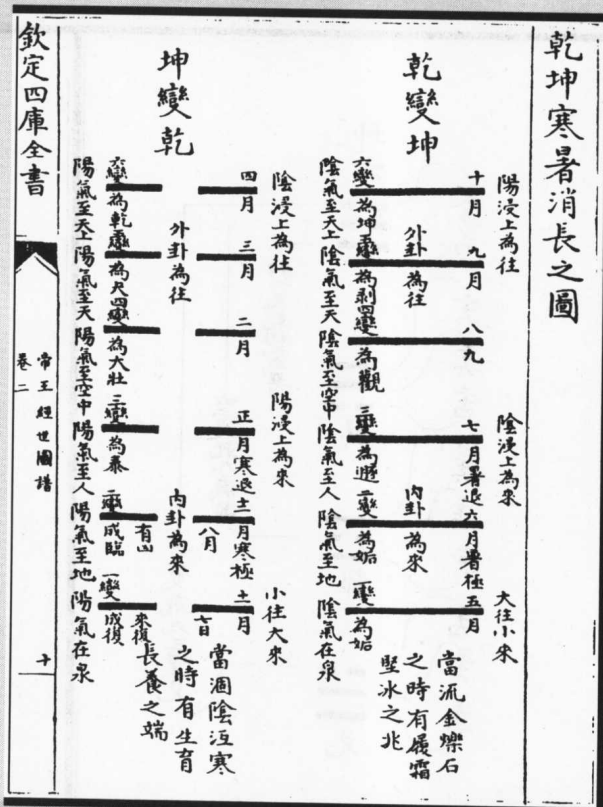 乾坤寒暑消長之圖
乾變坤
陽浸上為往
陰浸上為來
大往小來
十月
九月
八九
七月暑退
六月暑極
五月
外卦為往
內卦為來
六變為坤
為剥
四變為觀
三變為遯
二變為姤
一變為姤
陰氣至天上
陰氣至天
陰氣至空中
陰氣至人
陰氣至地
陰氣在泉
當流金爍石
之時有履霜
堅冰之兆
坤變乾
陰浸上為往
陽浸上為來
小往大來
四月
三月
二月
正月寒退
十二月寒極
十一月
外卦為往
內卦為來
八月
有凶
七日
來復
六變為乾
為夬
四變為大壯
三變為泰
二變成臨
一變成復
陽氣至天上
陽氣至天
陽氣至空中
陽氣至人
陽氣至地
陽氣在泉
當涸陰沍寒
之時有生育
長養之端
欽定四庫全書
帝王經世圖譜
卷二
十